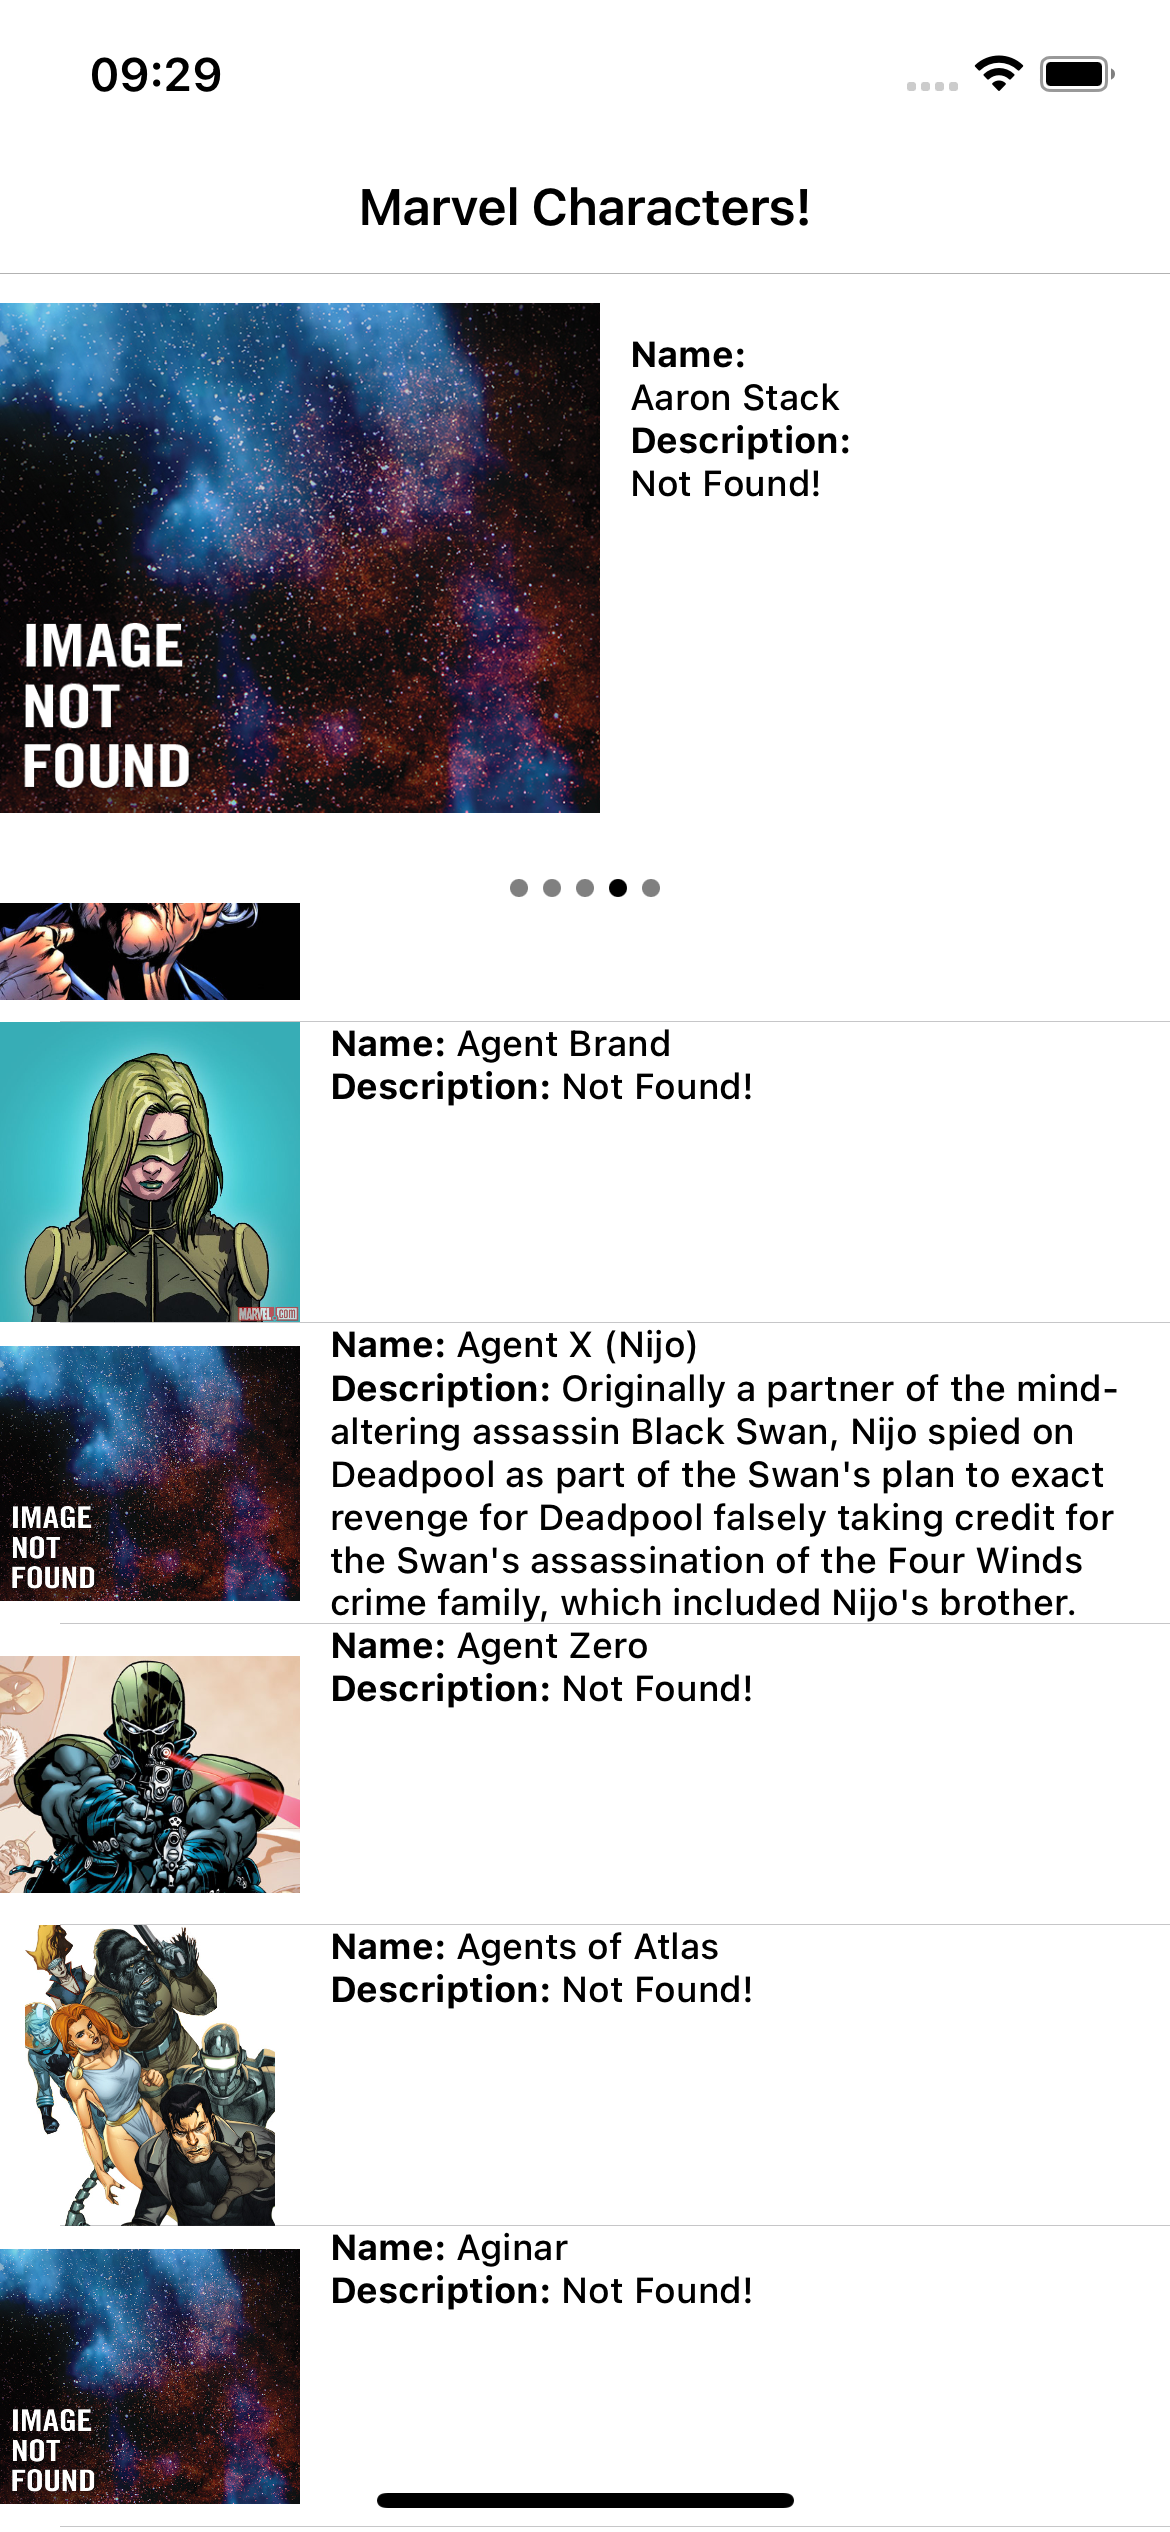 09:29
Marvel Characters!
Name:
Aaron Stack
Description:
Not Found!
IMAGE
NOT
FOUND
Name: Agent Brand
Description: Not Found!
MARVEL.com
Name: Agent X (Nijo)
Description: Originally a partner of the mind-
altering assassin Black Swan, Nijo spied on
Deadpool as part of the Swan's plan to exact
revenge for Deadpool falsely taking credit for
the Swan's assassination of the Four Winds
crime family, which included Nijo's brother.
IMAGE
NOT
FOUND
Name: Agent Zero
Description: Not Found!
Name: Agents of Atlas
Description: Not Found!
Name: Aginar
Description: Not Found!
IMAGE
NOT
FOUND